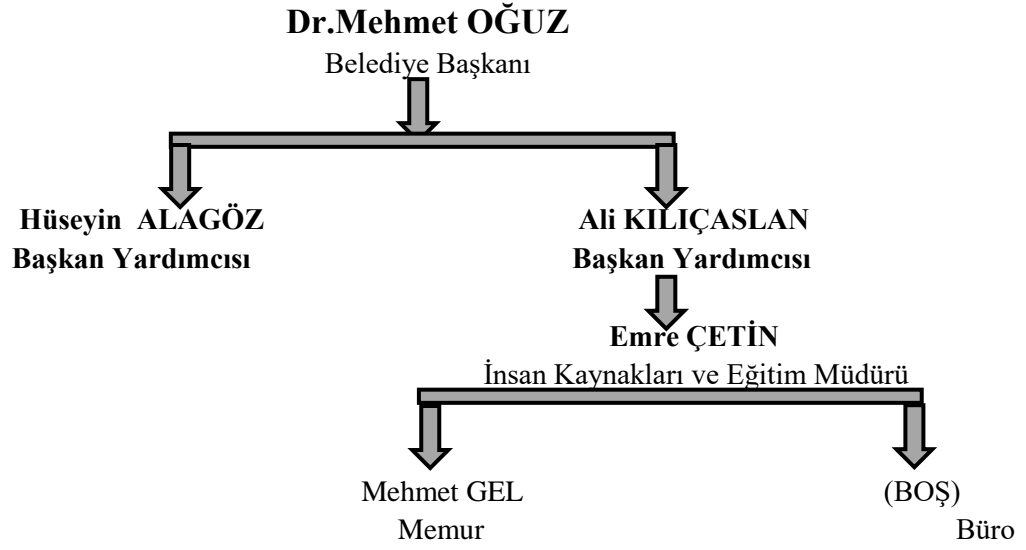 Dr.Mehmet OĞUZ
Belediye Başkanı
Hüseyin ALAGÖZ
Başkan Yardımcısı
Ali KILIÇASLAN
Başkan Yardımcısı
Emre ÇETİN
İnsan Kaynakları ve Eğitim Müdürü
Mehmet GEL
Memur
(BOŞ)
Büro